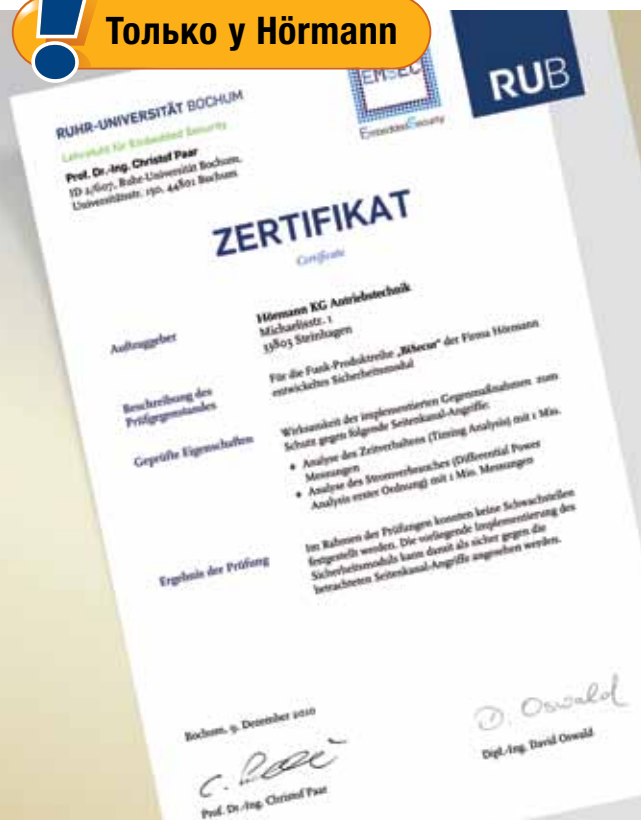 Только у Hörmann
EMSEC
Embedded Security
RUB
RUHR-UNIVERSITÄT BOCHUM
Lehrstuhl für Embedded Security
Prof. Dr.-Ing. Christof Paar
ID 2/607, Ruhr-Universität Bochum,
Universitätsstr. 150, 44801 Bochum
ZERTIFIKAT
Certificate
Auftraggeber
Hörmann KG Antriebstechnik
Michaelisstr. 1
33803 Steinhagen
Beschreibung des
Prüfgegenstandes
Für die Funk-Produktreihe „BiSecur" der Firma Hörmann
entwickeltes Sicherheitsmodul
Geprüfte Eigenschaften
Wirksamkeit der implementierten Gegenmaßnahmen zum
Schutz gegen folgende Seitenkanal-Angriffe:
• Analyse des Zeitverhaltens (Timing Analysis) mit 1 Mio.
Messungen
• Analyse des Stromverbrauches (Differential Power
Analysis erster Ordnung) mit 1 Mio. Messungen
Ergebnis der Prüfung
Im Rahmen der Prüfungen konnten keine Schwachstellen
festgestellt werden. Die vorliegende Implementierung des
Sicherheitsmoduls kann damit als sicher gegen die
betrachteten Seitenkanal-Angriffe angesehen werden.
Bochum, 9. Dezember 2010
Prof. Dr.-Ing. Christof Paar
D. Oswald
Dipl.-Ing. David Oswald